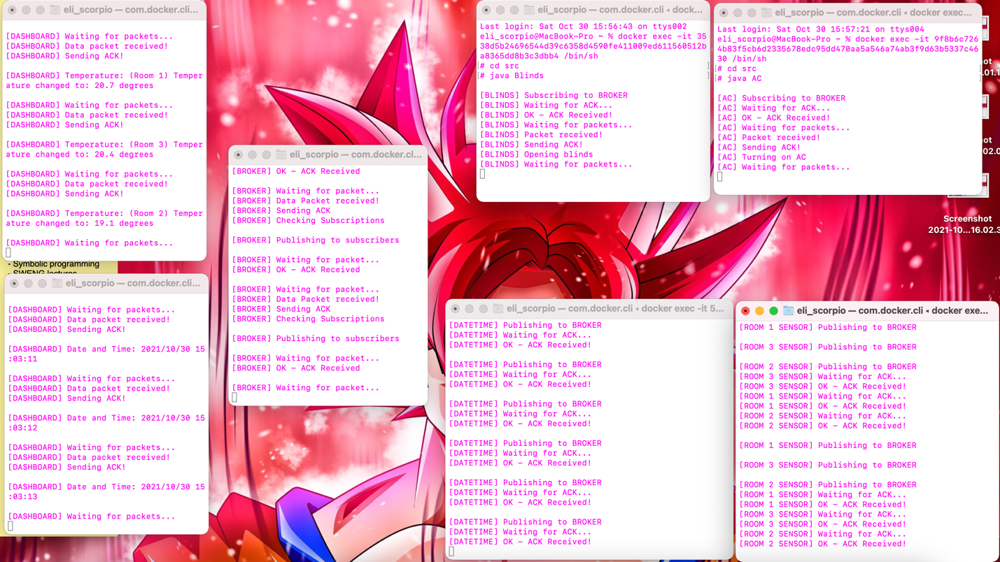 eli_scorpio — com.docker.cli...
[DASHBOARD] Waiting for packets...
[DASHBOARD] Data packet received!
[DASHBOARD] Sending ACK!
[DASHBOARD] Temperature: (Room 1) Temper
ature changed to: 20.7 degrees
[DASHBOARD] Waiting for packets...
[DASHBOARD] Data packet received!
[DASHBOARD] Sending ACK!
[DASHBOARD] Temperature: (Room 3) Temper
ature changed to: 20.4 degrees
[DASHBOARD] Waiting for packets...
[DASHBOARD] Data packet received!
[DASHBOARD] Sending ACK!
[DASHBOARD] Temperature: (Room 2) Temper
ature changed to: 19.1 degrees
[DASHBOARD] Waiting for packets...
- Symbolic programming
- SWENG lectures
eli_scorpio — com.docker.cli...
[DASHBOARD] Waiting for packets...
[DASHBOARD] Data packet received!
[DASHBOARD] Sending ACK!
[DASHBOARD] Date and Time: 2021/10/30 15
:03:11
[DASHBOARD] Waiting for packets...
[DASHBOARD] Data packet received!
[DASHBOARD] Sending ACK!
[DASHBOARD] Date and Time: 2021/10/30 15
:03:12
[DASHBOARD] Waiting for packets...
[DASHBOARD] Data packet received!
[DASHBOARD] Sending ACK!
[DASHBOARD] Date and Time: 2021/10/30 15
:03:13
[DASHBOARD] Waiting for packets...
eli_scorpio — com.docker.cl...
[BROKER] OK – ACK Received
[BROKER] Waiting for packet...
[BROKER] Data Packet received!
[BROKER] Sending ACK
[BROKER] Checking Subscriptions
[BROKER] Publishing to subscribers
[BROKER] Waiting for packet...
[BROKER] OK – ACK Received
[BROKER] Waiting for packet...
[BROKER] Data Packet received!
[BROKER] Sending ACK
[BROKER] Checking Subscriptions
[BROKER] Publishing to subscribers
[BROKER] Waiting for packet...
[BROKER] OK – ACK Received
[BROKER] Waiting for packet...
eli_scorpio — com.docker.cli ◂ dock...
Last login: Sat Oct 30 15:56:43 on ttys002
eli_scorpio@MacBook-Pro ~ % docker exec -it 35
38d5b24696544d39c6358d4590fe411009ed611560512b
a8365dd8b3c3dbb4 /bin/sh
# cd src
# java Blinds
[BLINDS] Subscribing to BROKER
[BLINDS] Waiting for ACK...
[BLINDS] OK – ACK Received!
[BLINDS] Waiting for packets...
[BLINDS] Packet received!
[BLINDS] Sending ACK!
[BLINDS] Opening blinds
[BLINDS] Waiting for packets...
eli_scorpio — com.docker.cli ◂ docker exec...
Last login: Sat Oct 30 15:57:21 on ttys004
eli_scorpio@MacBook-Pro ~ % docker exec -it 9f8b6c726
4b83f5cb6d2335678edc95dd470aa5a546a74ab3f9d63b5337c46
30 /bin/sh
# cd src
# java AC
[AC] Subscribing to BROKER
[AC] Waiting for ACK...
[AC] OK – ACK Received!
[AC] Waiting for packets...
[AC] Packet received!
[AC] Sending ACK!
[AC] Turning on AC
[AC] Waiting for packets...
Screenshot
2021-10...16.02.3
eli_scorpio — com.docker.cli ◂ docker exec -it 5...
[DATETIME] Publishing to BROKER
[DATETIME] Waiting for ACK...
[DATETIME] OK – ACK Received!
[DATETIME] Publishing to BROKER
[DATETIME] Waiting for ACK...
[DATETIME] OK – ACK Received!
[DATETIME] Publishing to BROKER
[DATETIME] Waiting for ACK...
[DATETIME] OK – ACK Received!
[DATETIME] Publishing to BROKER
[DATETIME] Waiting for ACK...
[DATETIME] OK – ACK Received!
[DATETIME] Publishing to BROKER
[DATETIME] Waiting for ACK...
[DATETIME] OK – ACK Received!
[DATETIME] Publishing to BROKER
[DATETIME] Waiting for ACK...
[DATETIME] OK – ACK Received!
eli_scorpio — com.docker.cli ◂ docker exe...
[ROOM 1 SENSOR] Publishing to BROKER
[ROOM 3 SENSOR] Publishing to BROKER
[ROOM 2 SENSOR] Publishing to BROKER
[ROOM 3 SENSOR] Waiting for ACK...
[ROOM 3 SENSOR] OK – ACK Received!
[ROOM 1 SENSOR] Waiting for ACK...
[ROOM 1 SENSOR] OK – ACK Received!
[ROOM 2 SENSOR] Waiting for ACK...
[ROOM 2 SENSOR] OK – ACK Received!
[ROOM 1 SENSOR] Publishing to BROKER
[ROOM 3 SENSOR] Publishing to BROKER
[ROOM 2 SENSOR] Publishing to BROKER
[ROOM 1 SENSOR] Waiting for ACK...
[ROOM 1 SENSOR] OK – ACK Received!
[ROOM 3 SENSOR] Waiting for ACK...
[ROOM 3 SENSOR] OK – ACK Received!
[ROOM 2 SENSOR] Waiting for ACK...
[ROOM 2 SENSOR] OK – ACK Received!